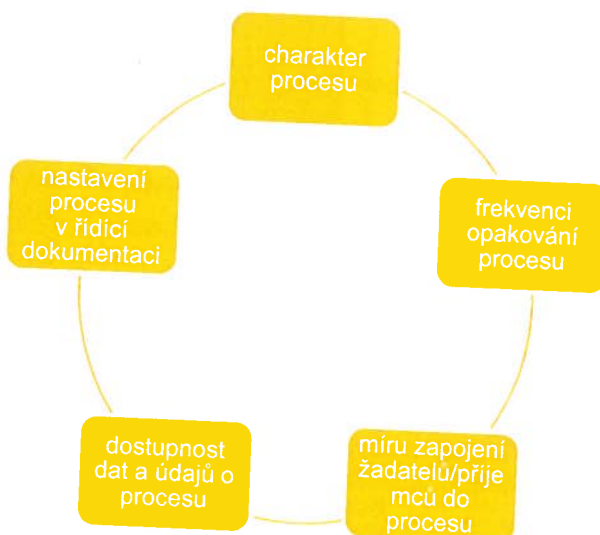 charakter
procesu
frekvenci
opakování
procesu
míru zapojení
žadatelů/příje
mců do
procesu
dostupnost
dat a údajů o
procesu
nastavení
procesu
v řídicí
dokumentaci